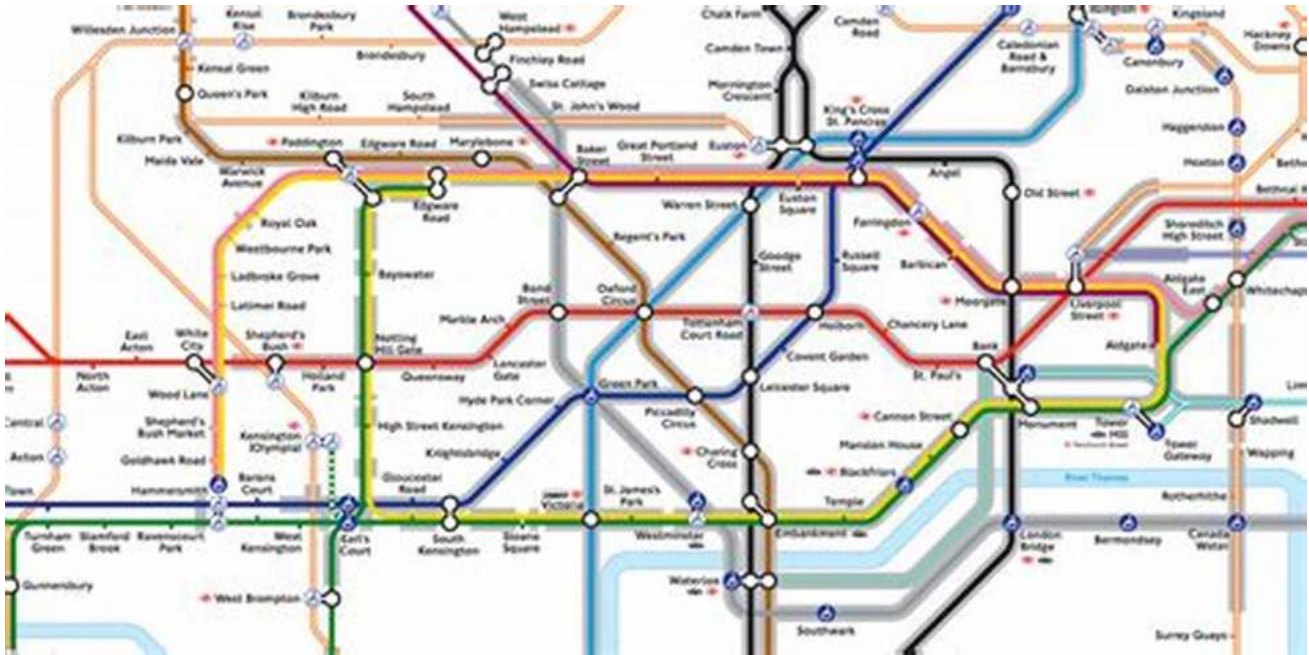 Willesden Junction
Kensal
Rise
Brondesbury
Park
West
Hampstead
Chalk Farm
Camden
Road
Caledonian
Road &
Barnsbury
Kingsland
Hackney
Downs
Canonbury
Brondesbury
Finchley Road
Camden Town
Kensal Green
Queen's Park
Swiss Cottage
Mornington
Crescent
Dalston Junction
Kilburn
High Road
South
Hampstead
St. John's Wood
King's Cross
St. Pancras
Haggerston
Kilburn Park
Paddington
Edgware Road
Marylebone
Baker
Street
Great Portland
Street
Euston
Hoxton
Maida Vale
Warwick
Avenue
Angel
Edgware
Road
Warren Street
Euston
Square
Old Street
Farringdon
Royal Oak
Regent's Park
Shoreditch
High Street
Westbourne Park
Goodge
Street
Russell
Square
Barbican
Ladbroke Grove
Bayswater
Aldgate
East
Bond
Street
Oxford
Circus
Moorgate
Liverpool
Street
Latimer Road
Marble Arch
Tottenham
Court Road
Holborn
Chancery Lane
East
Acton
White
City
Shepherd's
Bush
Notting
Hill Gate
Aldgate
Bank
Covent Garden
North
Acton
Holland
Park
Queensway
Lancaster
Gate
St. Paul's
Wood Lane
Green Park
Leicester Square
Hyde Park Corner
Piccadilly
Circus
Cannon Street
Monument
Tower
Hill
Shadwell
Central
Shepherd's
Bush Market
Kensington
(Olympia)
High Street Kensington
Mansion House
Tower
Gateway
Acton
Goldhawk Road
Knightsbridge
Charing
Cross
Blackfriars
Wapping
Town
Hammersmith
Barons
Court
Gloucester
Road
Victoria
St. James's
Park
Temple
River Thames
Rotherhithe
Turnham
Green
Stamford
Brook
Ravenscourt
Park
West
Kensington
Earl's
Court
South
Kensington
Sloane
Square
Westminster
Embankment
London
Bridge
Bermondsey
Canada
Water
Gunnersbury
West Brompton
Waterloo
Southwark
Surrey Quays